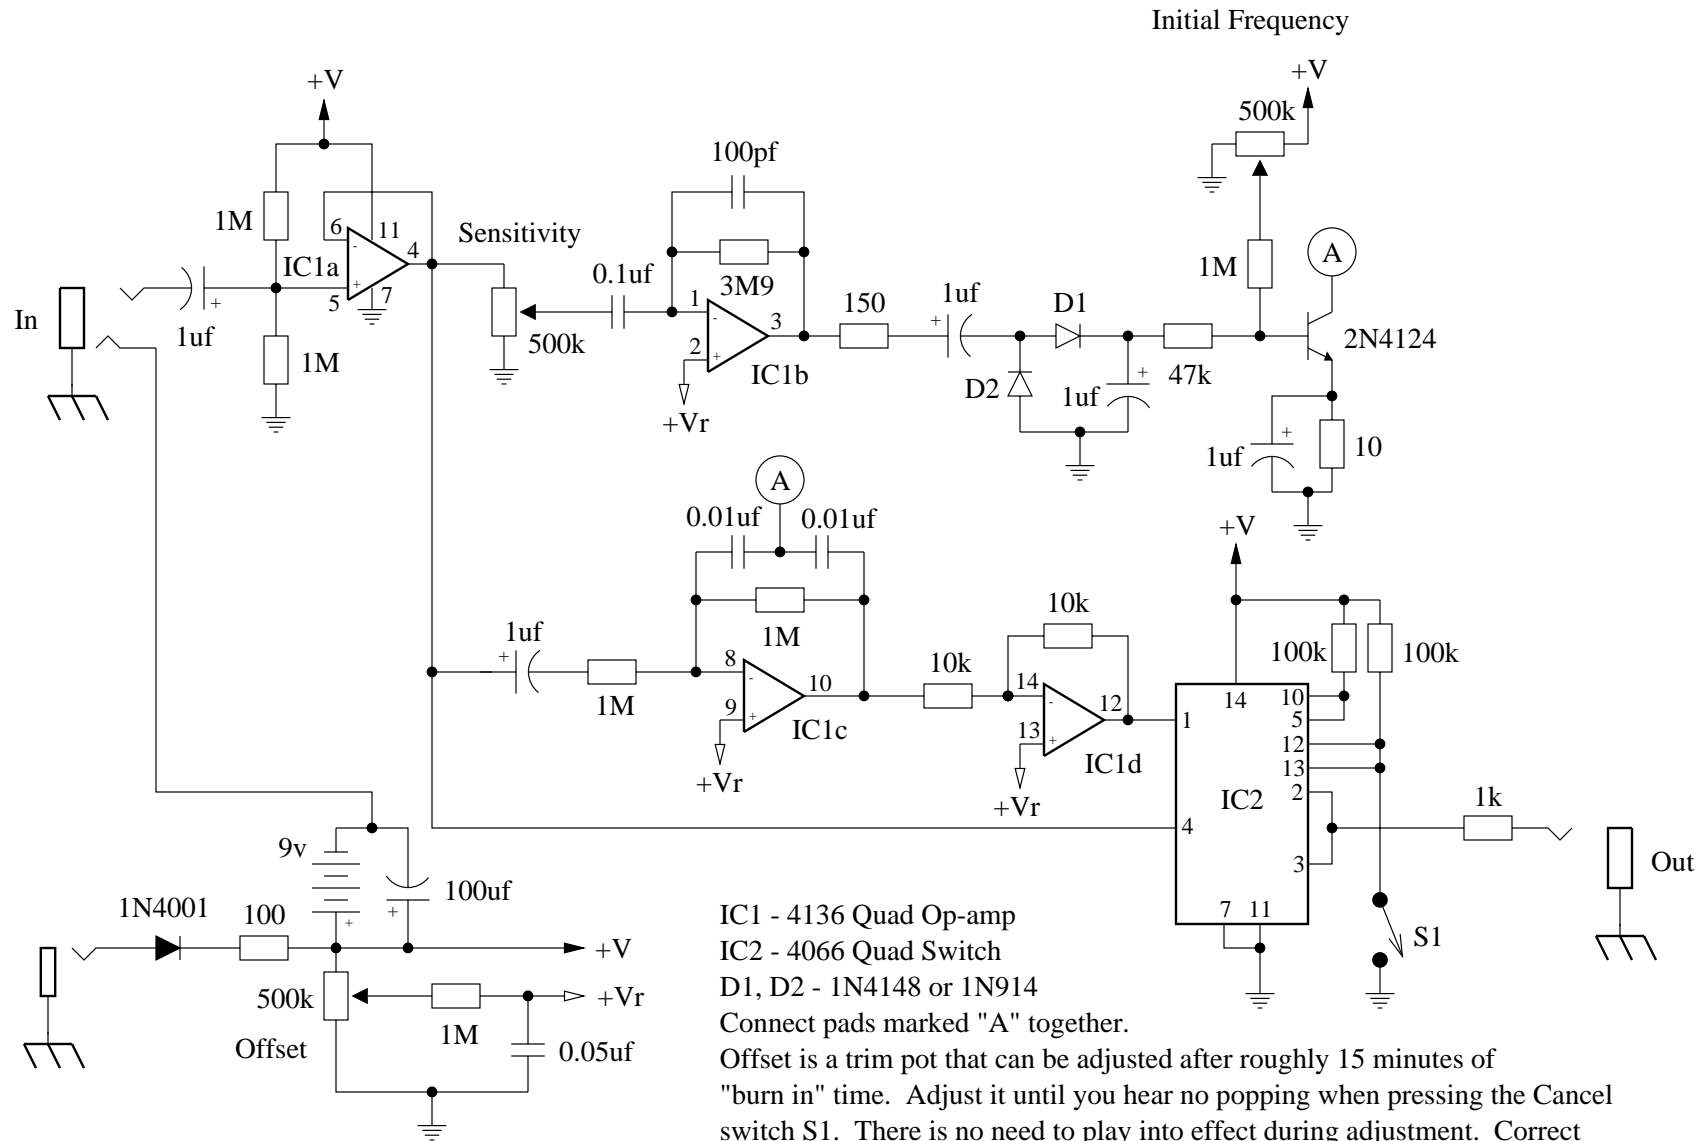 Initial Frequency
+V
+V
500k
100pf
1M
6
11
4
IC1a
5
7
Sensitivity
0.1uf
3M9
1M
A
In
1uf
1M
500k
1
2
3
IC1b
+Vr
150
1uf
D1
D2
1uf
+
47k
2N4124
1uf
10
A
0.01uf
0.01uf
+V
1M
10k
1uf
1M
8
9
10
IC1c
+Vr
10k
14
13
12
IC1d
+Vr
100k
100k
14
10
5
1
12
13
IC2
2
4
3
7
11
1k
Out
S1
9v
100uf
1N4001
100
+V
500k
+Vr
1M
0.05uf
Offset
IC1 - 4136 Quad Op-amp
IC2 - 4066 Quad Switch
D1, D2 - 1N4148 or 1N914
Connect pads marked "A" together.
Offset is a trim pot that can be adjusted after roughly 15 minutes of
"burn in" time.  Adjust it until you hear no popping when pressing the Cancel
switch S1.  There is no need to play into effect during adjustment.  Correct